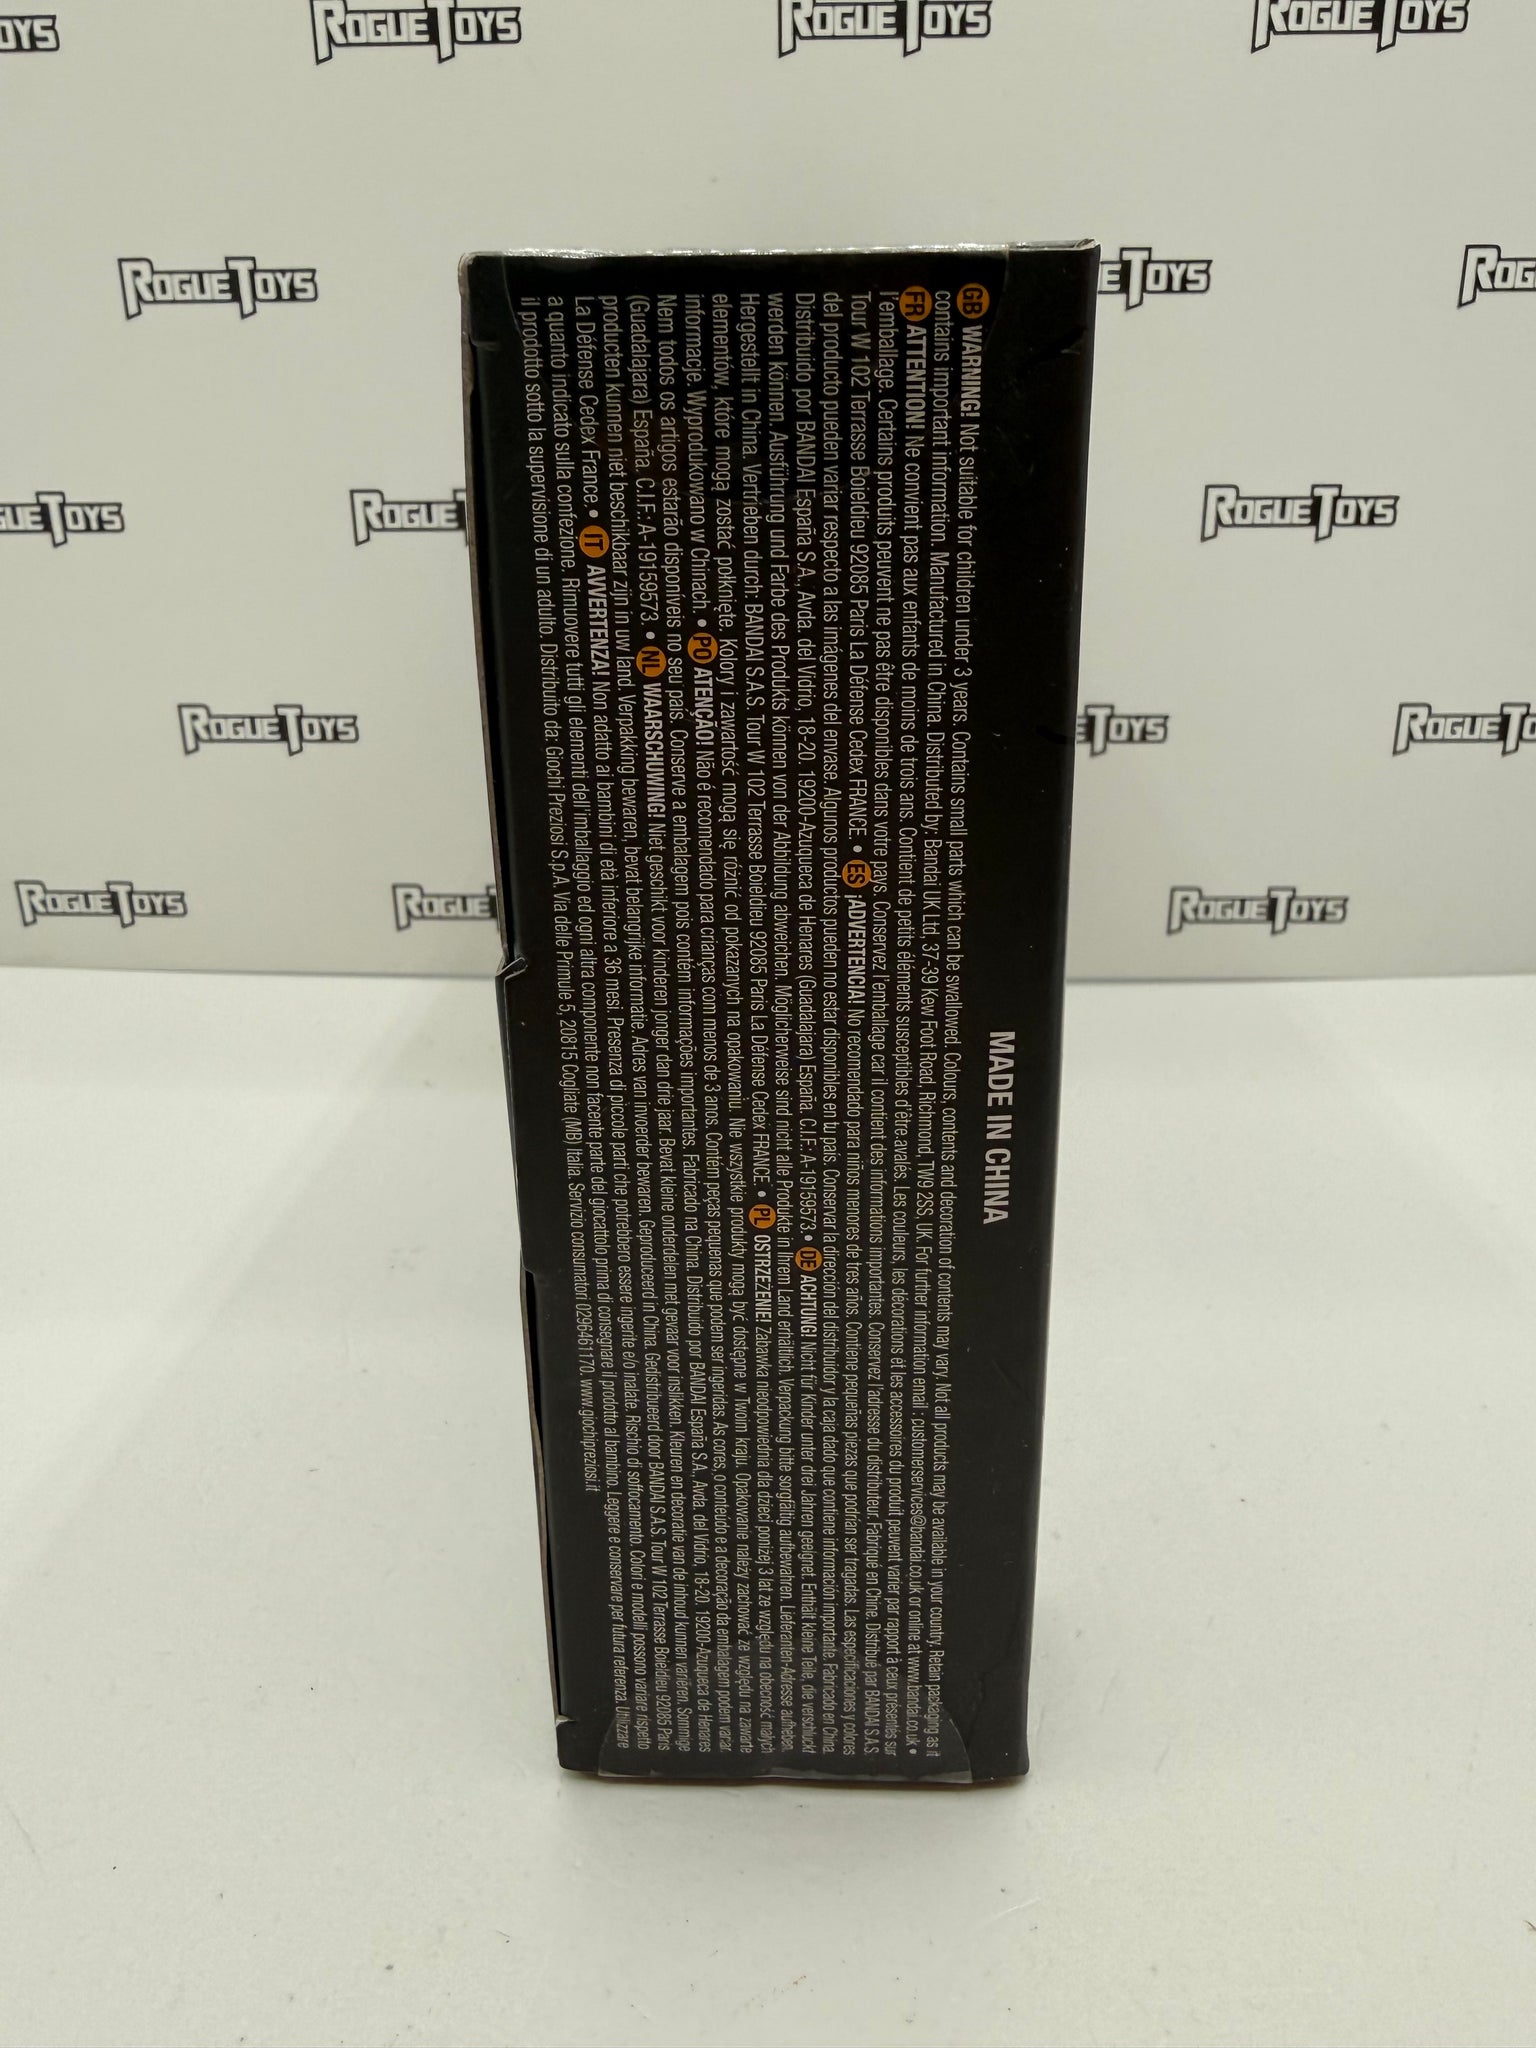 ROGUE TOYS
MADE IN CHINA
GB WARNING! Not suitable for children under 3 years. Contains small parts which can be swallowed. Colours, contents and decoration of contents may vary. Not all products may be available in your country. Retain packaging as it
contains important information. Manufactured in China. Distributed by: Bandai UK Ltd, 37-39 Kew Foot Road, Richmond, TW9 2SS, UK. For further information email : customerservices@bandai.co.uk or online at www.bandai.co.uk •
FR ATTENTION! Ne convient pas aux enfants de moins de trois ans. Contient de petits éléments susceptibles d'être avalés. Les couleurs, les décorations et les accessoires du produit peuvent varier par rapport à ceux présentés sur
l'emballage. Certains produits peuvent ne pas être disponibles dans votre pays. Conservez l'emballage car il contient des informations importantes. Conservez l'adresse du distributeur. Fabriqué en Chine. Distribué par BANDAI S.A.S.
Tour W 102 Terrasse Boieldieu 92085 Paris La Défense Cedex FRANCE • ES ¡ADVERTENCIA! No recomendado para niños menores de tres años. Contiene pequeñas piezas que podrían ser tragadas. Las especificaciones y colores
del producto pueden variar respecto a las imágenes del envase. Algunos productos pueden no estar disponibles en tu país. Conservar la dirección del distribuidor y la caja dado que contiene información importante. Fabricado en China.
Distribuido por BANDAI España S.A., Avda. del Vidrio, 18-20. 19200-Azuqueca de Henares (Guadalajara) España. C.I.F.: A-19159573 • DE ACHTUNG! Nicht für Kinder unter drei Jahren geeignet. Enthält kleine Teile, die verschluckt
werden können. Ausführung und Farbe des Produkts können von der Abbildung abweichen. Möglicherweise sind nicht alle Produkte in Ihrem Land erhältlich. Verpackung bitte sorgfältig aufbewahren. Lieferanten-Adresse aufheben.
Hergestellt in China. Vertrieben durch: BANDAI S.A.S. Tour W 102 Terrasse Boieldieu 92085 Paris La Défense Cedex FRANCE • PL OSTRZEŻENIE! Zabawka nieodpowiednia dla dzieci poniżej 3 lat ze względu na obecność małych
elementów, które mogą zostać połknięte. Kolory i zawartość mogą się różnić od pokazanych na opakowaniu. Nie wszystkie produkty mogą być dostępne w Twoim kraju. Opakowanie należy zachować ze względu na zawarte
informacje. Wyprodukowano w Chinach. • PO ATENÇÃO! Não é recomendado para crianças com menos de 3 anos. Contém peças pequenas que podem ser ingeridas. As cores, o conteúdo e a decoração da embalagem podem variar.
Nem todos os artigos estarão disponíveis no seu país. Conserve a embalagem pois contém informações importantes. Fabricado na China. Distribuido por BANDAI España S.A., Avda. del Vidrio, 18-20. 19200-Azuqueca de Henares
(Guadalajara) España. C.I.F.: A-19159573 • NL WAARSCHUWING! Niet geschikt voor kinderen jonger dan drie jaar. Bevat kleine onderdelen met gevaar voor inslikken. Kleuren en decoratie van de inhoud kunnen variëren. Sommige
producten kunnen niet beschikbaar zijn in uw land. Verpakking bewaren, bevat belangrijke informatie. Adres van invoerder bewaren. Geproduceerd in China. Gedistribueerd door BANDAI S.A.S. Tour W 102 Terrasse Boieldieu 92085 Paris
La Défense Cedex France. • IT AVVERTENZA! Non adatto ai bambini di età inferiore a 36 mesi. Presenza di piccole parti che potrebbero essere ingerite e/o inalate. Rischio di soffocamento. Colori e modelli possono variare rispetto
a quanto indicato sulla confezione. Rimuovere tutti gli elementi dell'imballaggio ed ogni altra componente non facente parte del giocattolo prima di consegnare il prodotto al bambino. Leggere e conservare per futura referenza. Utilizzare
il prodotto sotto la supervisione di un adulto. Distribuito da: Giochi Preziosi S.p.A. Via delle Primule 5, 20815 Cogliate (MB) Italia. Servizio consumatori 0296461170. www.giochipreziosi.it